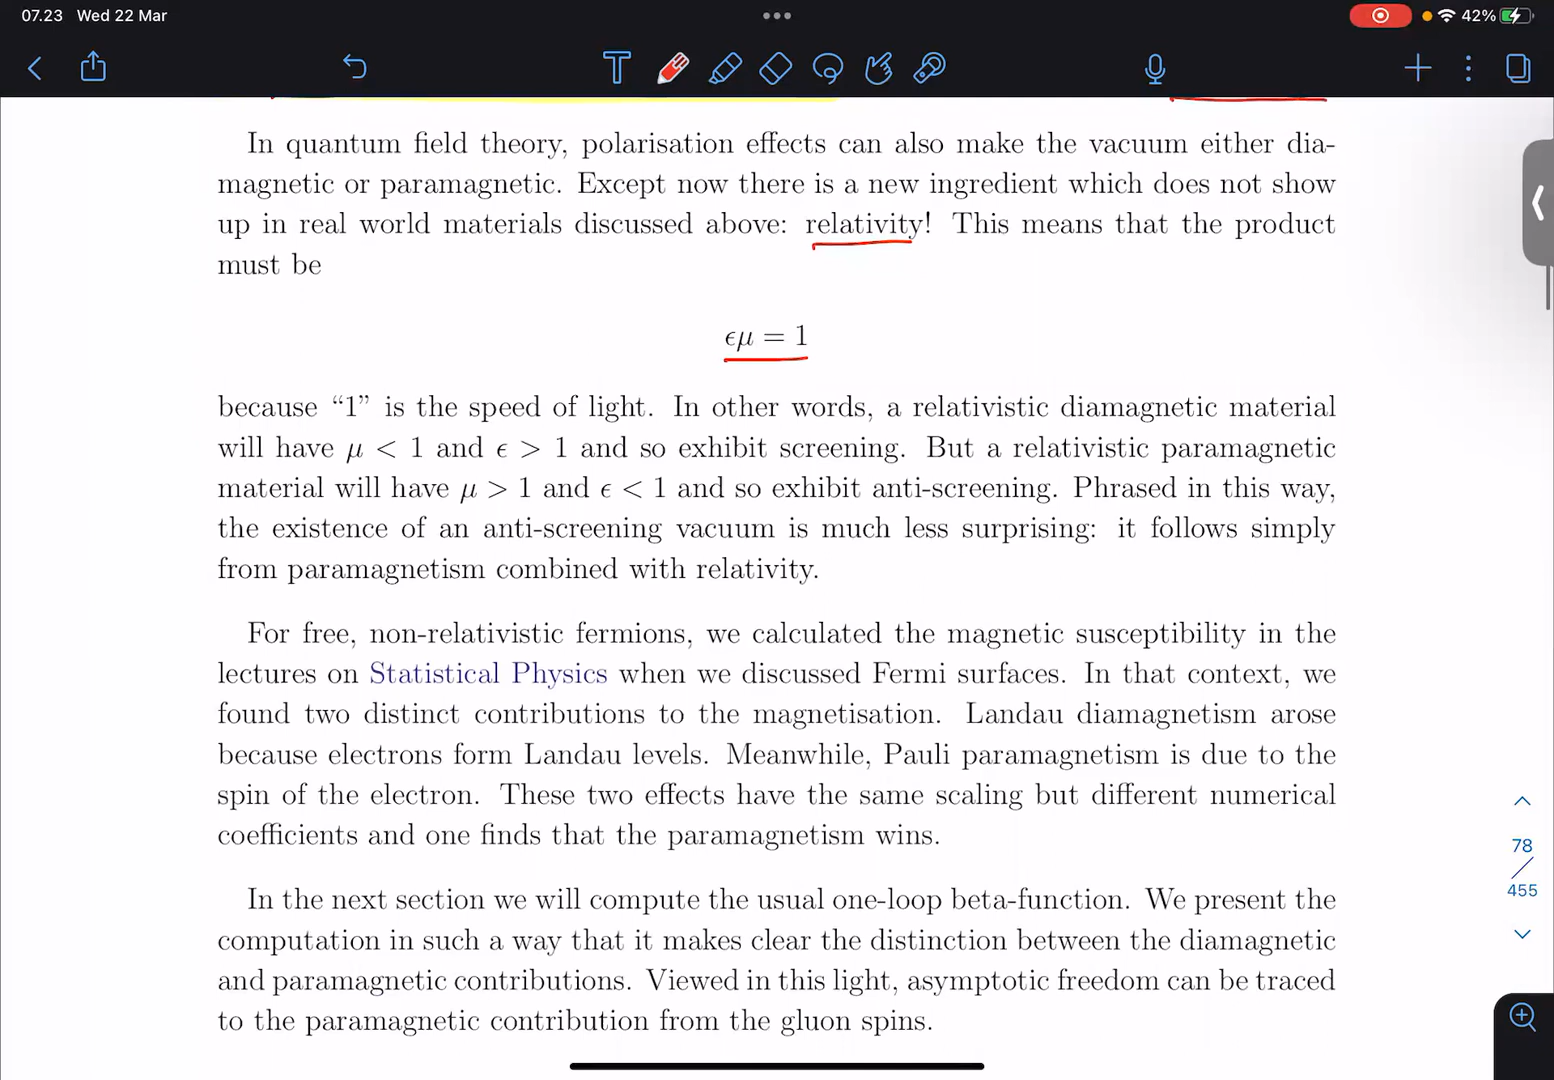 07.23 Wed 22 Mar
42%
In quantum field theory, polarisation effects can also make the vacuum either dia-
magnetic or paramagnetic. Except now there is a new ingredient which does not show
up in real world materials discussed above: relativity! This means that the product
must be
ϵμ = 1
because “1” is the speed of light. In other words, a relativistic diamagnetic material
will have μ < 1 and ϵ > 1 and so exhibit screening. But a relativistic paramagnetic
material will have μ > 1 and ϵ < 1 and so exhibit anti-screening. Phrased in this way,
the existence of an anti-screening vacuum is much less surprising: it follows simply
from paramagnetism combined with relativity.
For free, non-relativistic fermions, we calculated the magnetic susceptibility in the
lectures on Statistical Physics when we discussed Fermi surfaces. In that context, we
found two distinct contributions to the magnetisation. Landau diamagnetism arose
because electrons form Landau levels. Meanwhile, Pauli paramagnetism is due to the
spin of the electron. These two effects have the same scaling but different numerical
coefficients and one finds that the paramagnetism wins.
In the next section we will compute the usual one-loop beta-function. We present the
computation in such a way that it makes clear the distinction between the diamagnetic
and paramagnetic contributions. Viewed in this light, asymptotic freedom can be traced
to the paramagnetic contribution from the gluon spins.
78
455